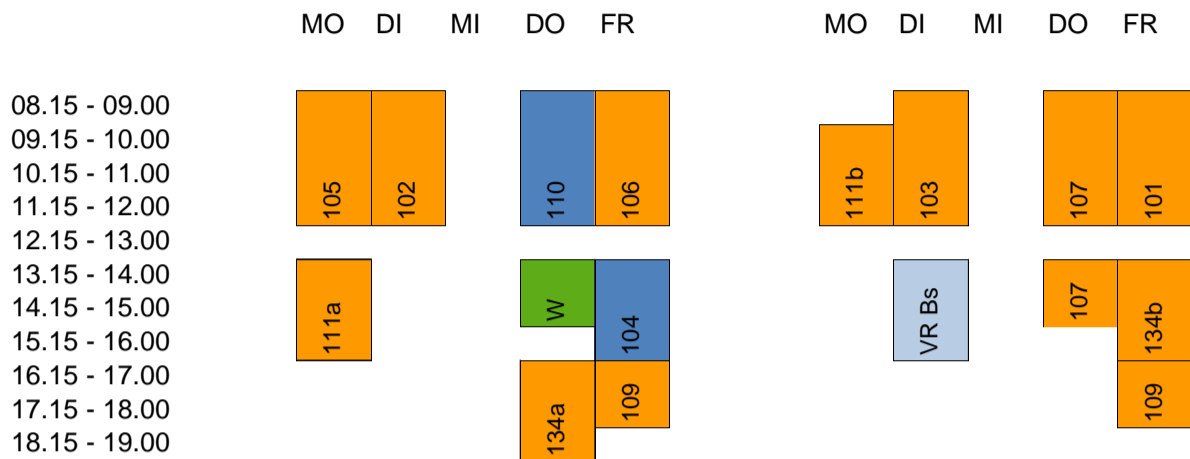 MO DI MI DO FR MO DI MI DO FR
08.15 - 09.00
09.15 - 10.00
10.15 - 11.00
11.15 - 12.00
105 102 110 106 111b 103 107 101
12.15 - 13.00
13.15 - 14.00
14.15 - 15.00
15.15 - 16.00
111a W 104 VR Bs 107 134b
16.15 - 17.00
17.15 - 18.00
18.15 - 19.00
134a 109 109